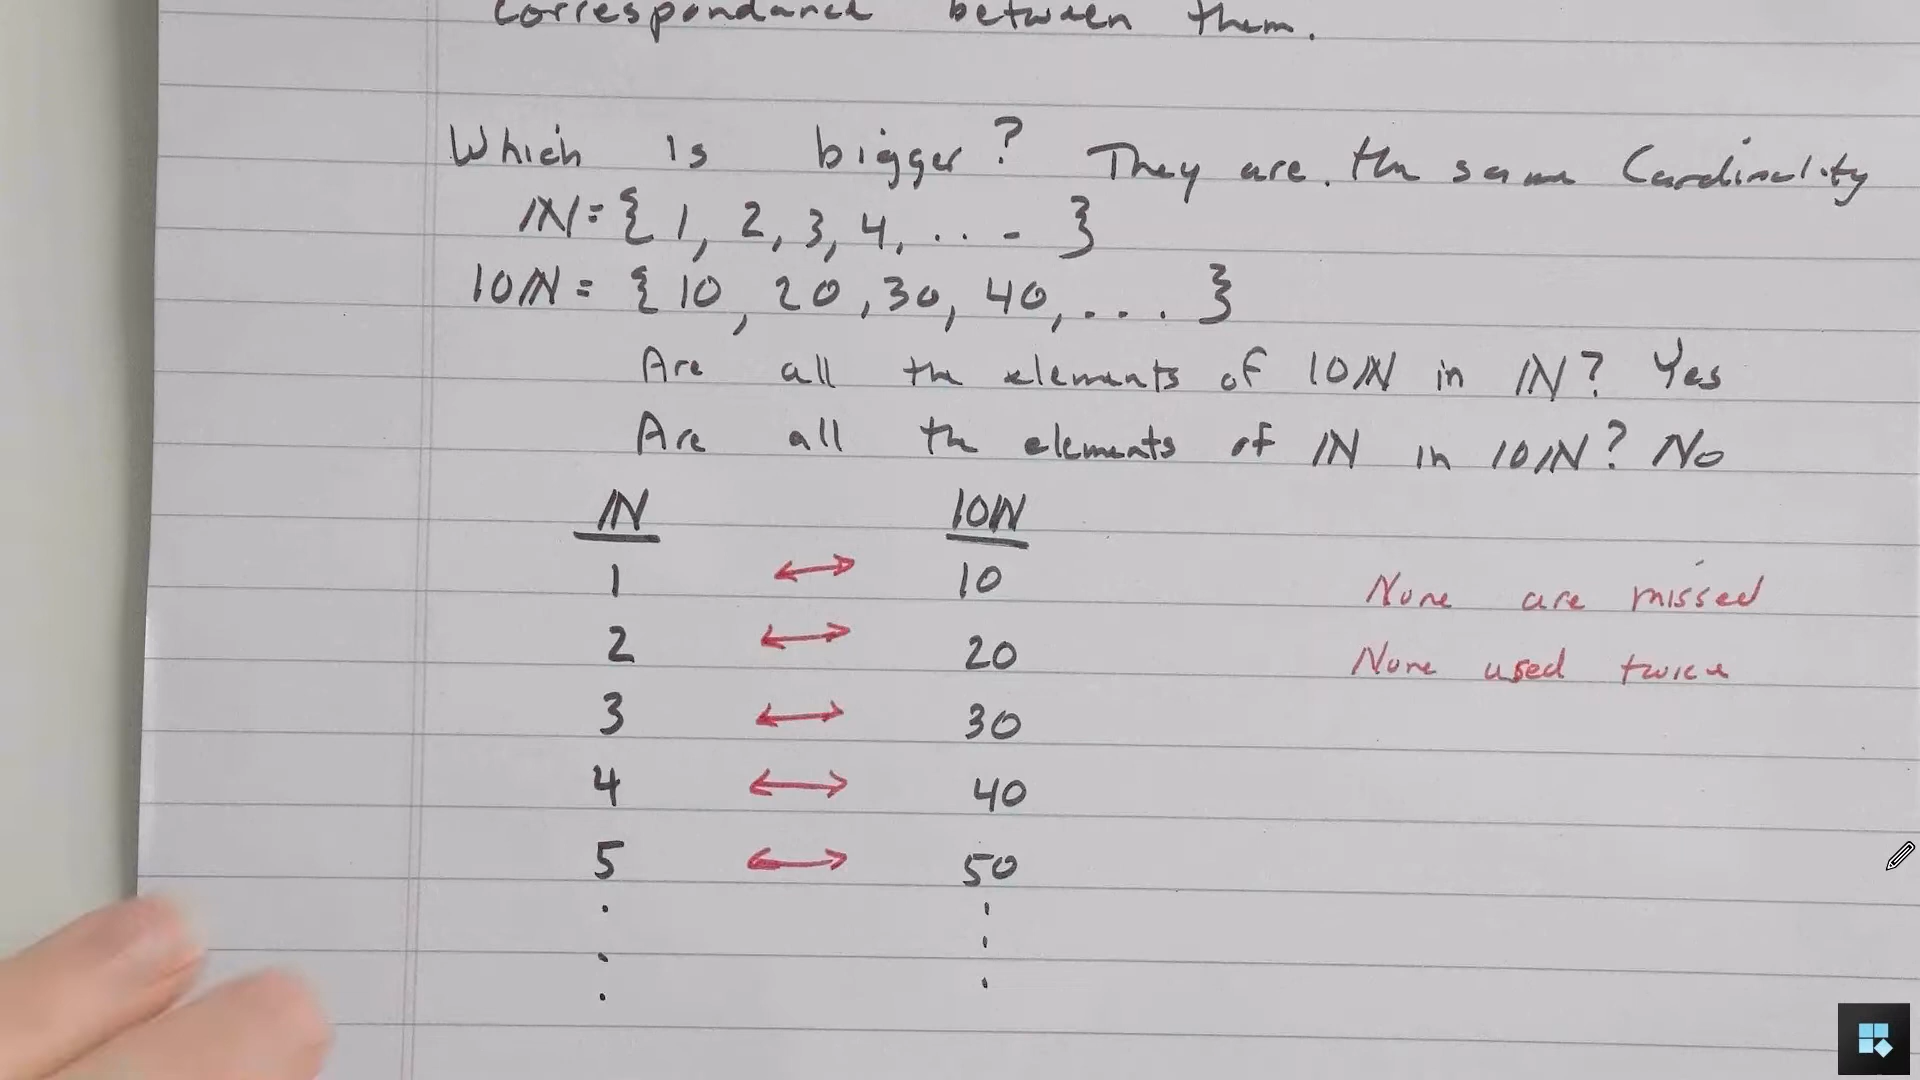 correspondance between them.
Which is bigger? They are the same Cardinality
ℕ = { 1, 2, 3, 4, ... }
10ℕ = { 10, 20, 30, 40, ... }
Are all the elements of 10ℕ in ℕ? Yes
Are all the elements of ℕ in 10ℕ? No
ℕ 10ℕ
1 ↔ 10 None are missed
2 ↔ 20 None used twice
3 ↔ 30
4 ↔ 40
5 ↔ 50